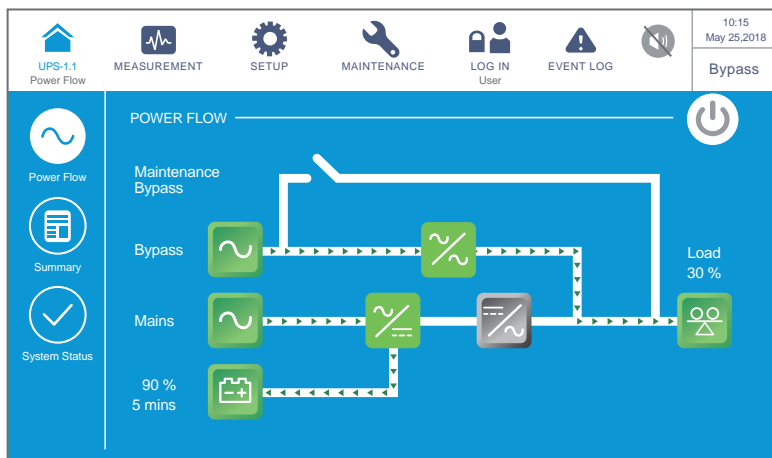 UPS-1.1
Power Flow
MEASUREMENT
SETUP
MAINTENANCE
LOG IN
User
EVENT LOG
10:15
May 25,2018
Bypass
Power Flow
Summary
System Status
POWER FLOW
Maintenance
Bypass
Bypass
Mains
90 %
5 mins
Load
30 %